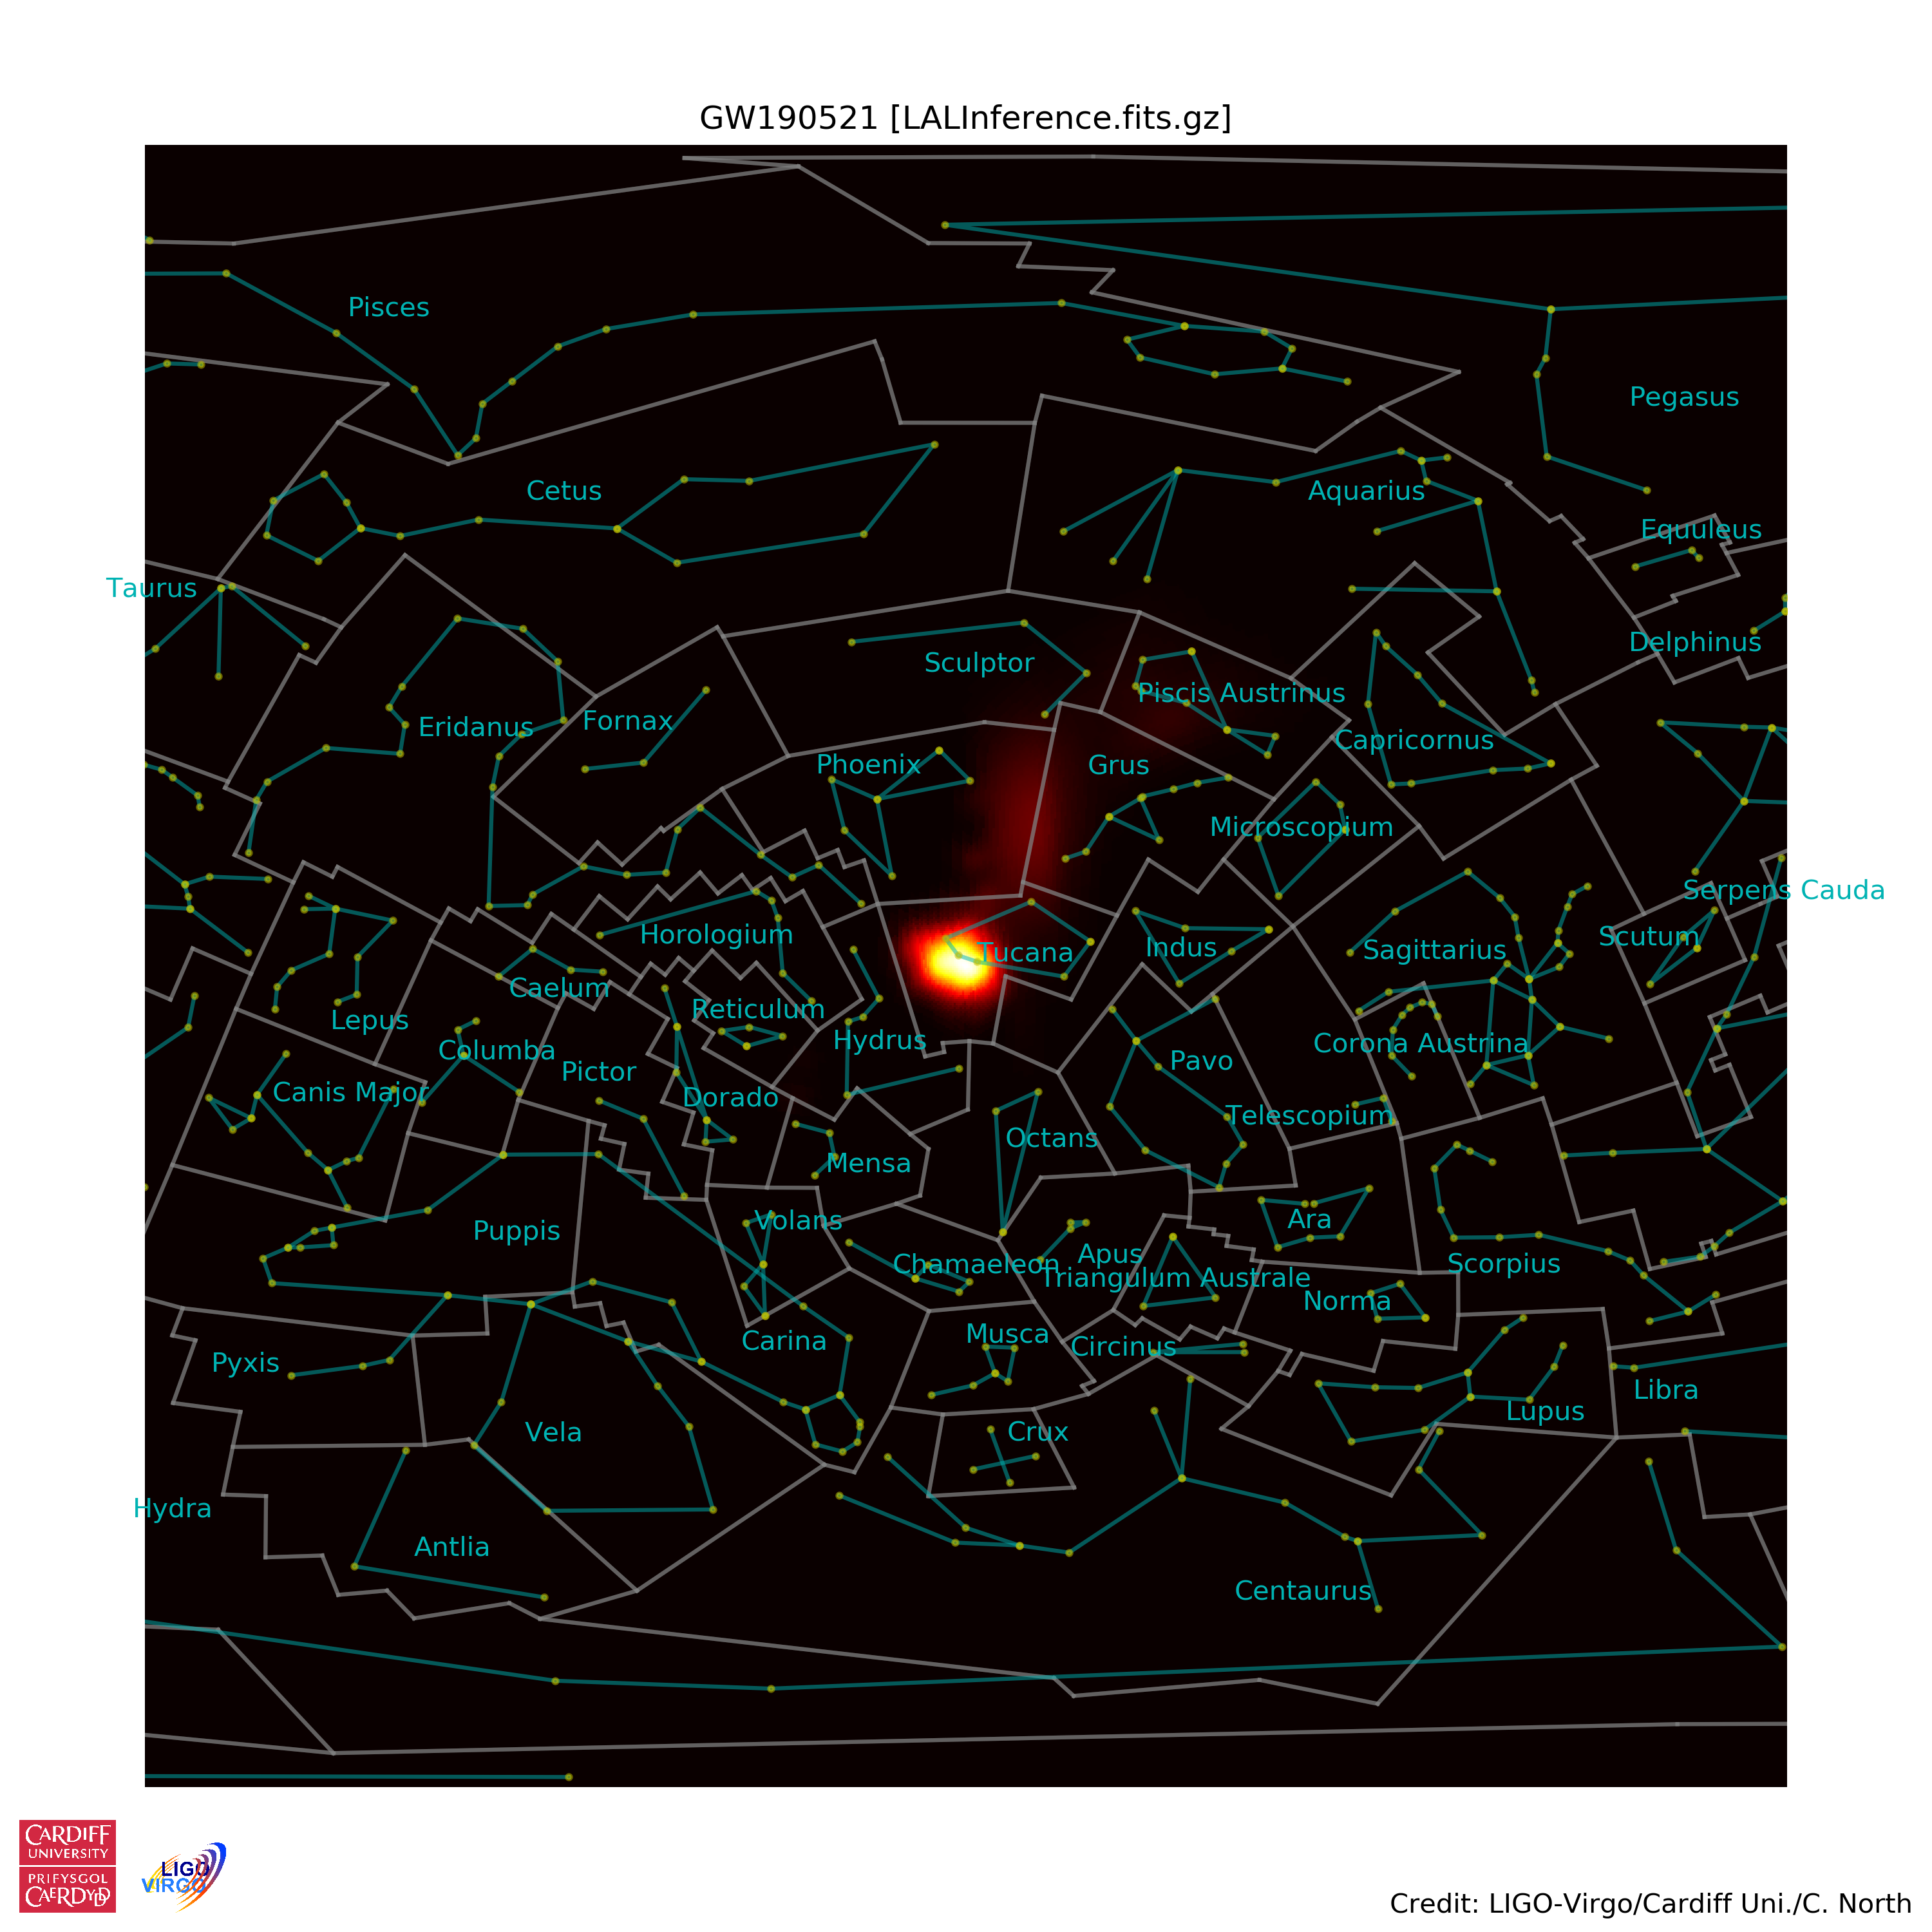 GW190521 [LALInference.fits.gz]
Pisces
Pegasus
Cetus
Aquarius
Equuleus
Taurus
Delphinus
Sculptor
Piscis Austrinus
Eridanus
Fornax
Capricornus
Phoenix
Grus
Microscopium
Serpens Cauda
Horologium
Scutum
Tucana
Indus
Sagittarius
Caelum
Reticulum
Lepus
Hydrus
Corona Austrina
Columba
Pavo
Pictor
Canis Major
Dorado
Telescopium
Octans
Mensa
Volans
Ara
Puppis
Apus
Chamaeleon
Scorpius
Triangulum Australe
Norma
Musca
Carina
Circinus
Pyxis
Libra
Lupus
Vela
Crux
Hydra
Antlia
Centaurus
CARDIFF
UNIVERSITY
PRIFYSGOL
CAERDYDD
LIGO
VIRGO
Credit: LIGO-Virgo/Cardiff Uni./C. North